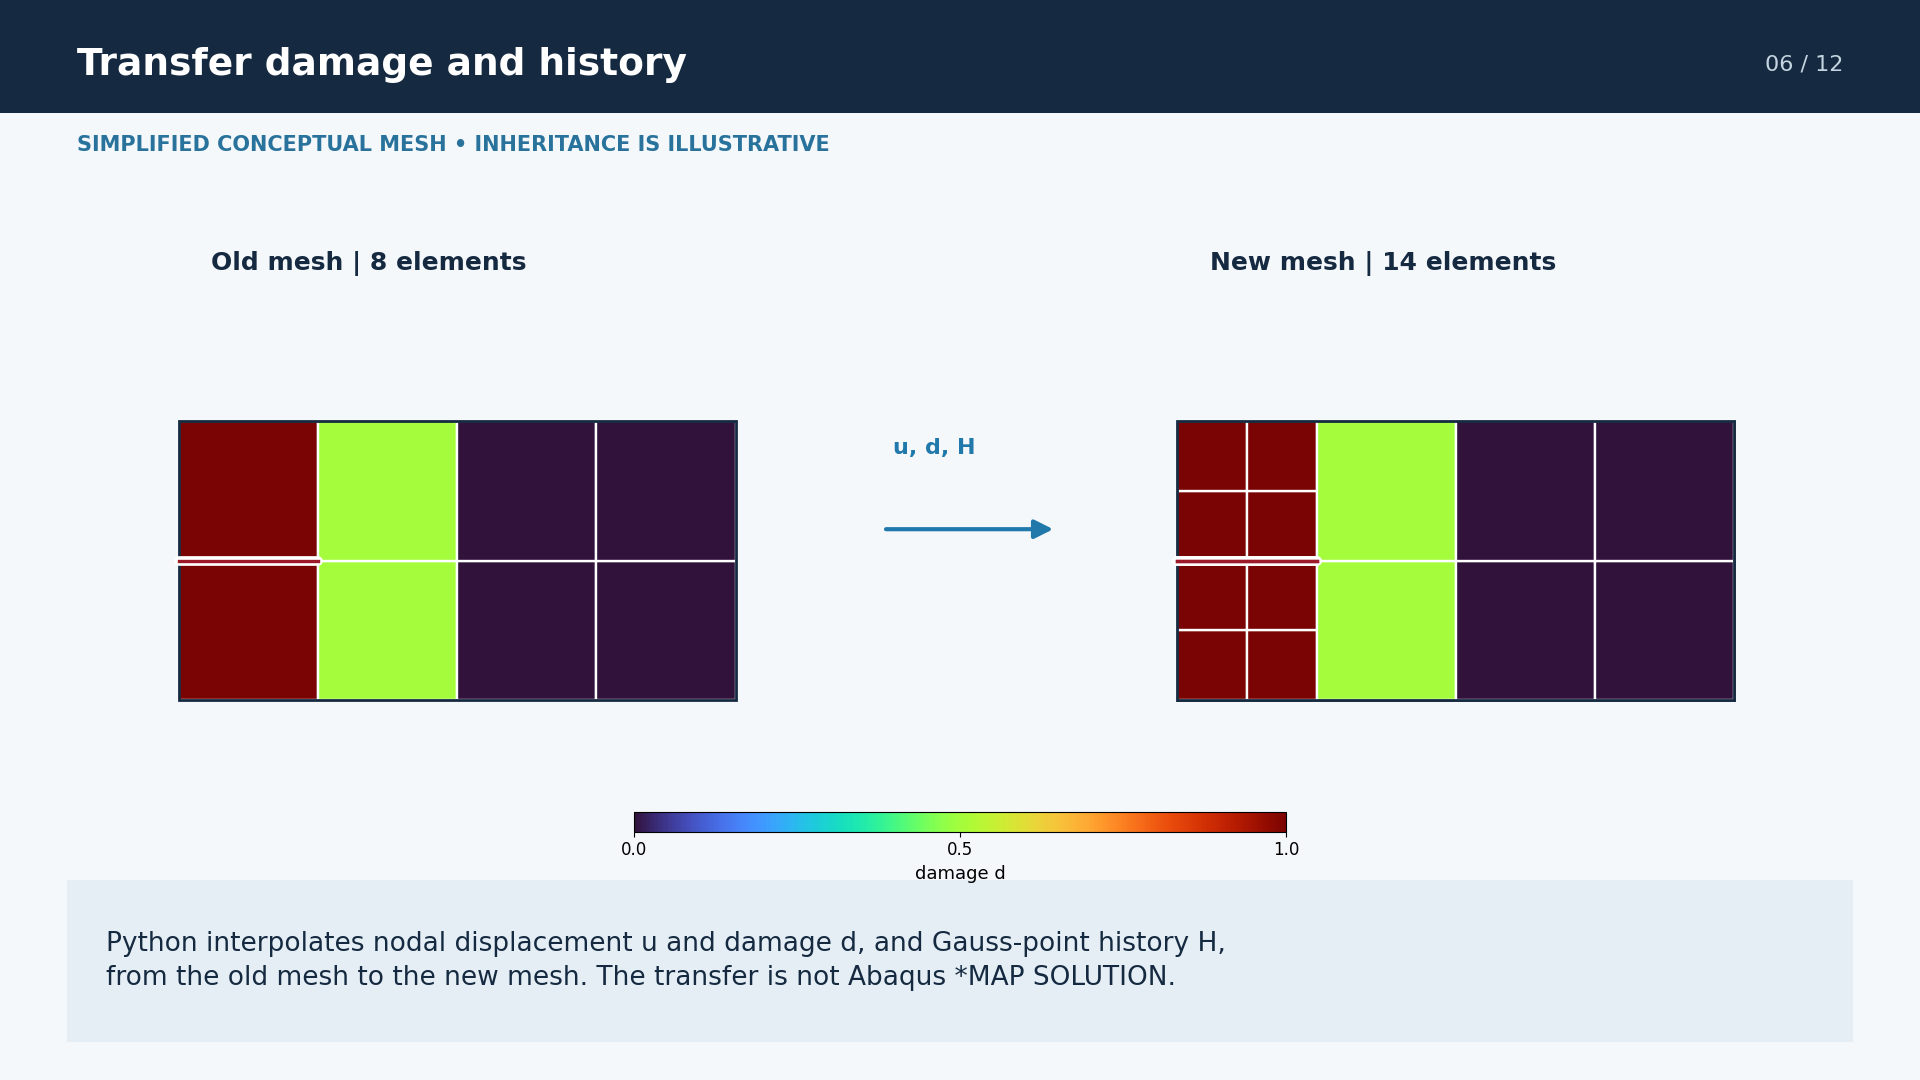 Transfer damage and history
06 / 12
SIMPLIFIED CONCEPTUAL MESH • INHERITANCE IS ILLUSTRATIVE
Old mesh | 8 elements
New mesh | 14 elements
u, d, H
0.0
0.5
1.0
damage d
Python interpolates nodal displacement u and damage d, and Gauss-point history H,
from the old mesh to the new mesh. The transfer is not Abaqus *MAP SOLUTION.